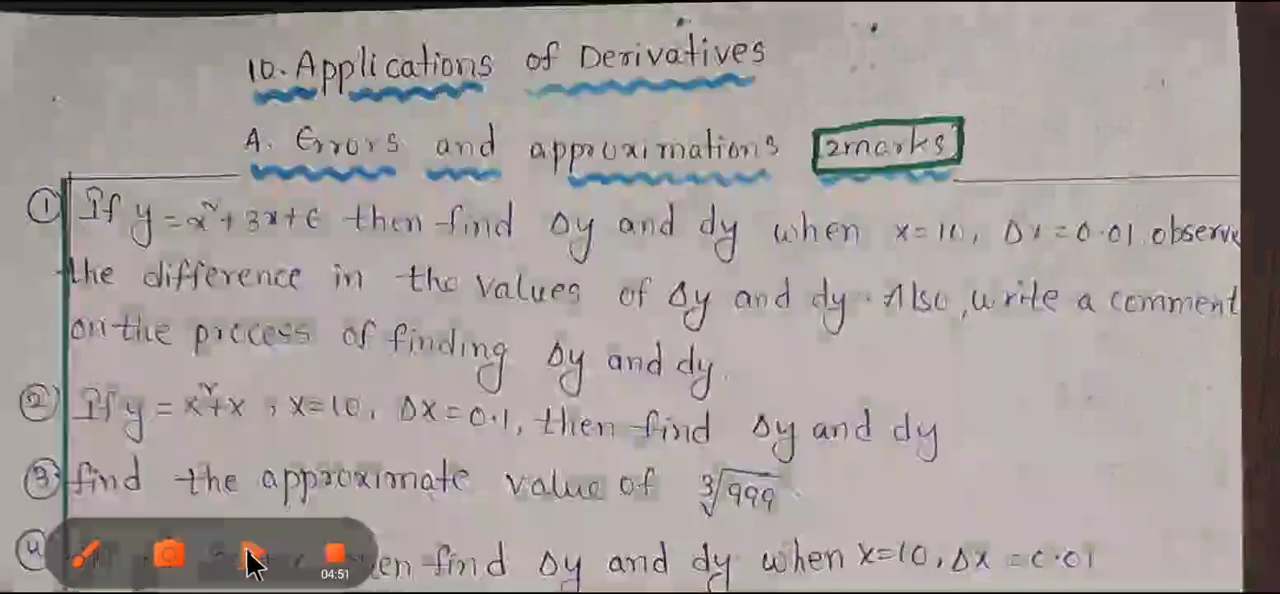 10. Applications of Derivatives
A. Errors and approximations 2marks
① If y = x² + 3x + 6 then find Δy and dy when x = 10, Δx = 0.01 observe
the difference in the values of Δy and dy. Also, write a comment
on the process of finding Δy and dy.
② If y = x² + x, x = 10, Δx = 0.1, then find Δy and dy
③ find the approximate value of ∛999
④ then find Δy and dy when x = 10, Δx = 0.01
04:51